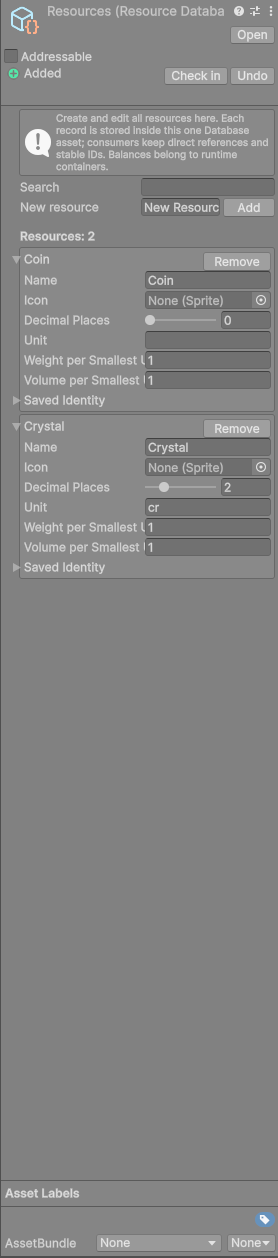 Resources (Resource Databa
Open
Addressable
Added
Check in
Undo
Create and edit all resources here. Each
record is stored inside this one Database
asset; consumers keep direct references and
stable IDs. Balances belong to runtime
containers.
Search
New resource
New Resourc
Add
Resources: 2
Coin
Remove
Name
Coin
Icon
None (Sprite)
Decimal Places
0
Unit
Weight per Smallest U
1
Volume per Smallest U
1
Saved Identity
Crystal
Remove
Name
Crystal
Icon
None (Sprite)
Decimal Places
2
Unit
cr
Weight per Smallest U
1
Volume per Smallest U
1
Saved Identity
Asset Labels
AssetBundle
None
None